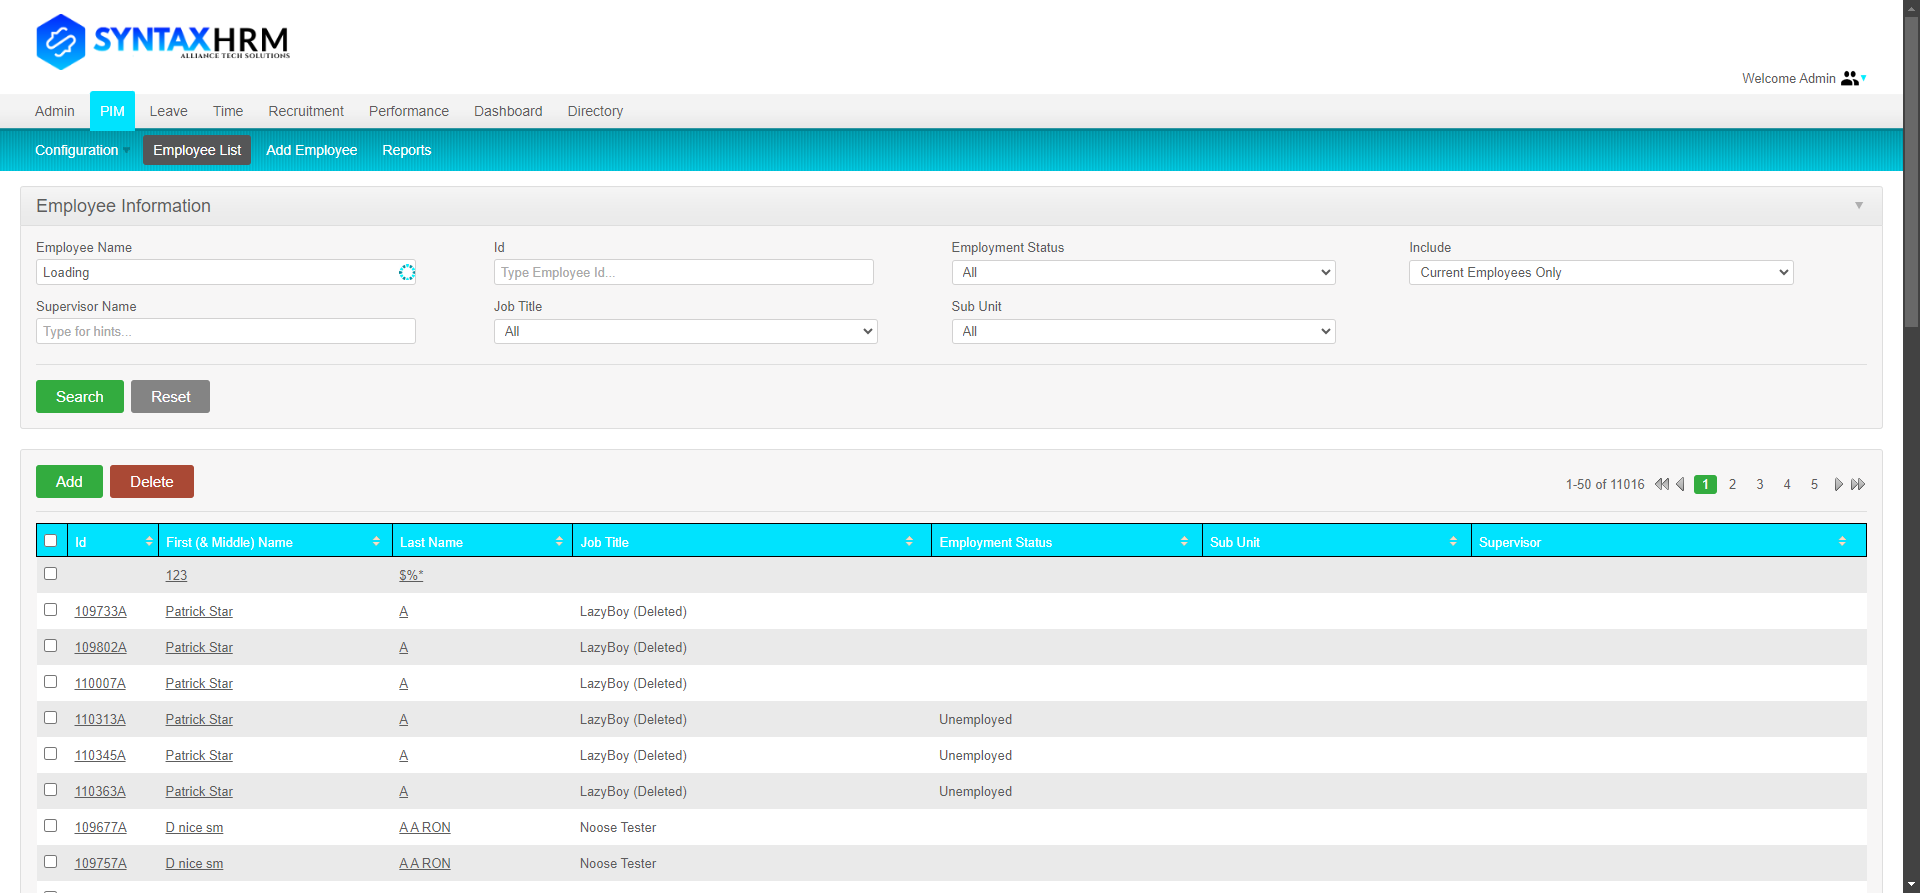 SYNTAXHRM
ALLIANCE TECH SOLUTIONS
Welcome Admin
Admin PIM Leave Time Recruitment Performance Dashboard Directory
Configuration Employee List Add Employee Reports
Employee Information
Employee Name Id Employment Status Include
Loading Type Employee Id... All Current Employees Only
Supervisor Name Job Title Sub Unit
Type for hints... All All
Search Reset
Add Delete 1-50 of 11016 1 2 3 4 5
Id First (& Middle) Name Last Name Job Title Employment Status Sub Unit Supervisor
123 $%*
109733A Patrick Star A LazyBoy (Deleted)
109802A Patrick Star A LazyBoy (Deleted)
110007A Patrick Star A LazyBoy (Deleted)
110313A Patrick Star A LazyBoy (Deleted) Unemployed
110345A Patrick Star A LazyBoy (Deleted) Unemployed
110363A Patrick Star A LazyBoy (Deleted) Unemployed
109677A D nice sm A A RON Noose Tester
109757A D nice sm A A RON Noose Tester